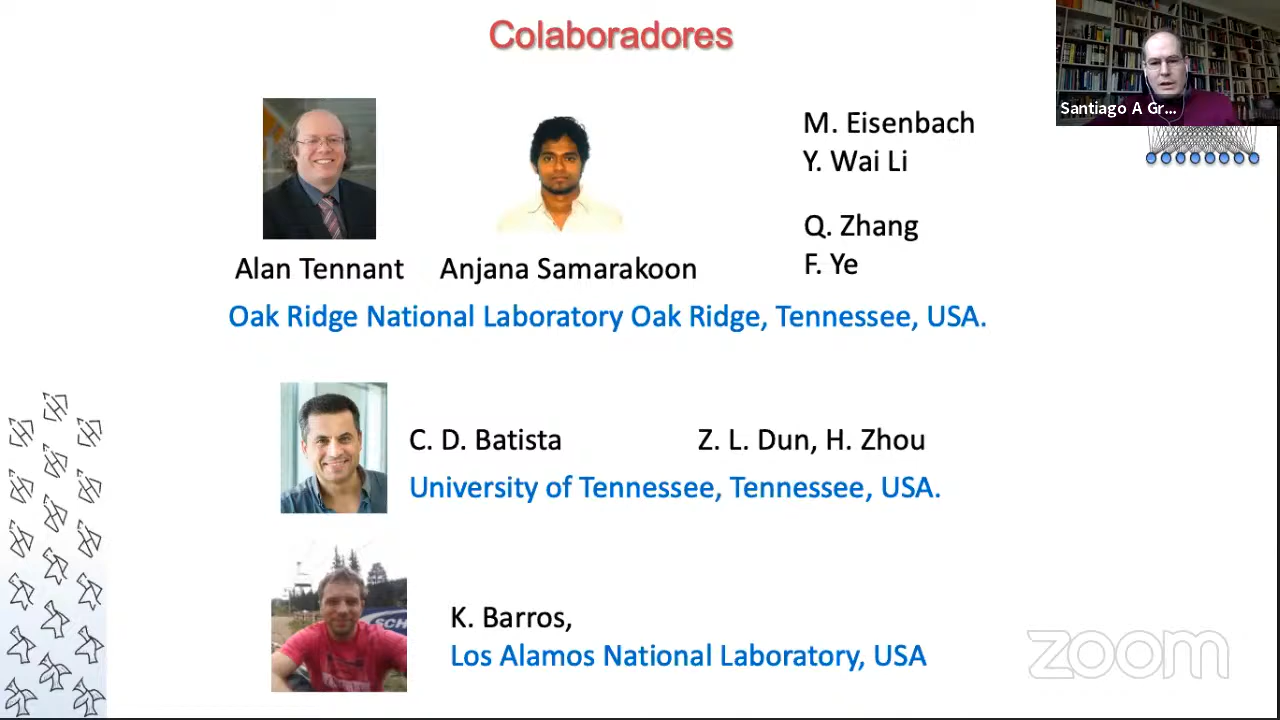 Colaboradores
Santiago A Gr...
M. Eisenbach
Y. Wai Li
Q. Zhang
F. Ye
Alan Tennant
Anjana Samarakoon
Oak Ridge National Laboratory Oak Ridge, Tennessee, USA.
C. D. Batista
Z. L. Dun, H. Zhou
University of Tennessee, Tennessee, USA.
SCH
K. Barros,
Los Alamos National Laboratory, USA
zoom